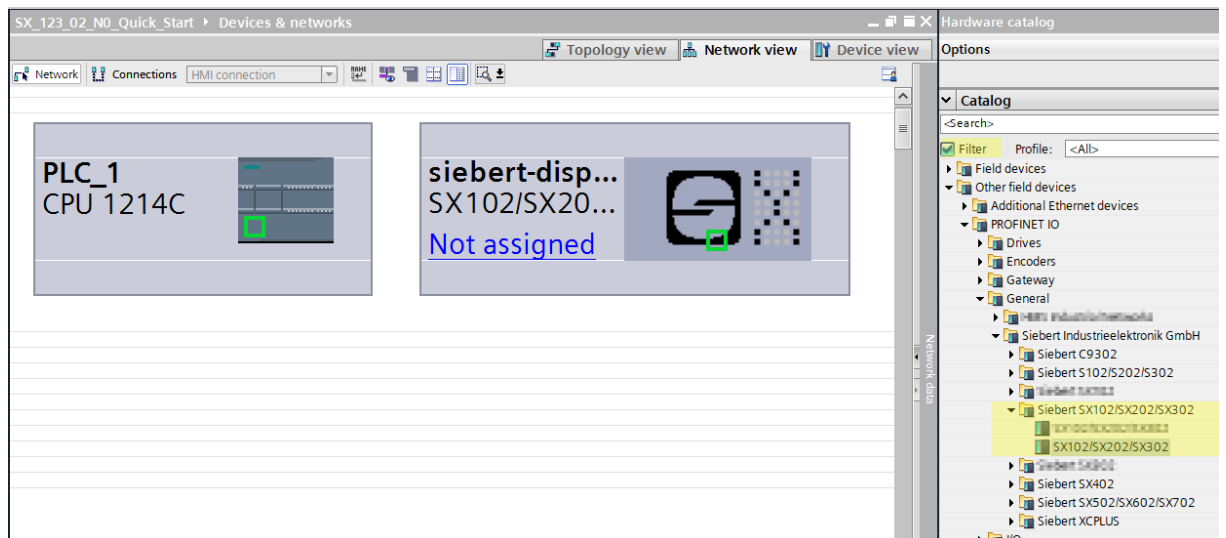 SX_123_02_N0_Quick_Start ▸ Devices & networks
Topology view
Network view
Device view
Network
Connections
HMI connection
PLC_1
CPU 1214C
siebert-disp...
SX102/SX20...
Not assigned
Network data
Hardware catalog
Options
Catalog
<Search>
Filter
Profile: <All>
Field devices
Other field devices
Additional Ethernet devices
PROFINET IO
Drives
Encoders
Gateway
General
Siebert Industrieelektronik GmbH
Siebert C9302
Siebert S102/S202/S302
Siebert SX102/SX202/SX302
SX102/SX202/SX302
Siebert SX402
Siebert SX502/SX602/SX702
Siebert XCPLUS